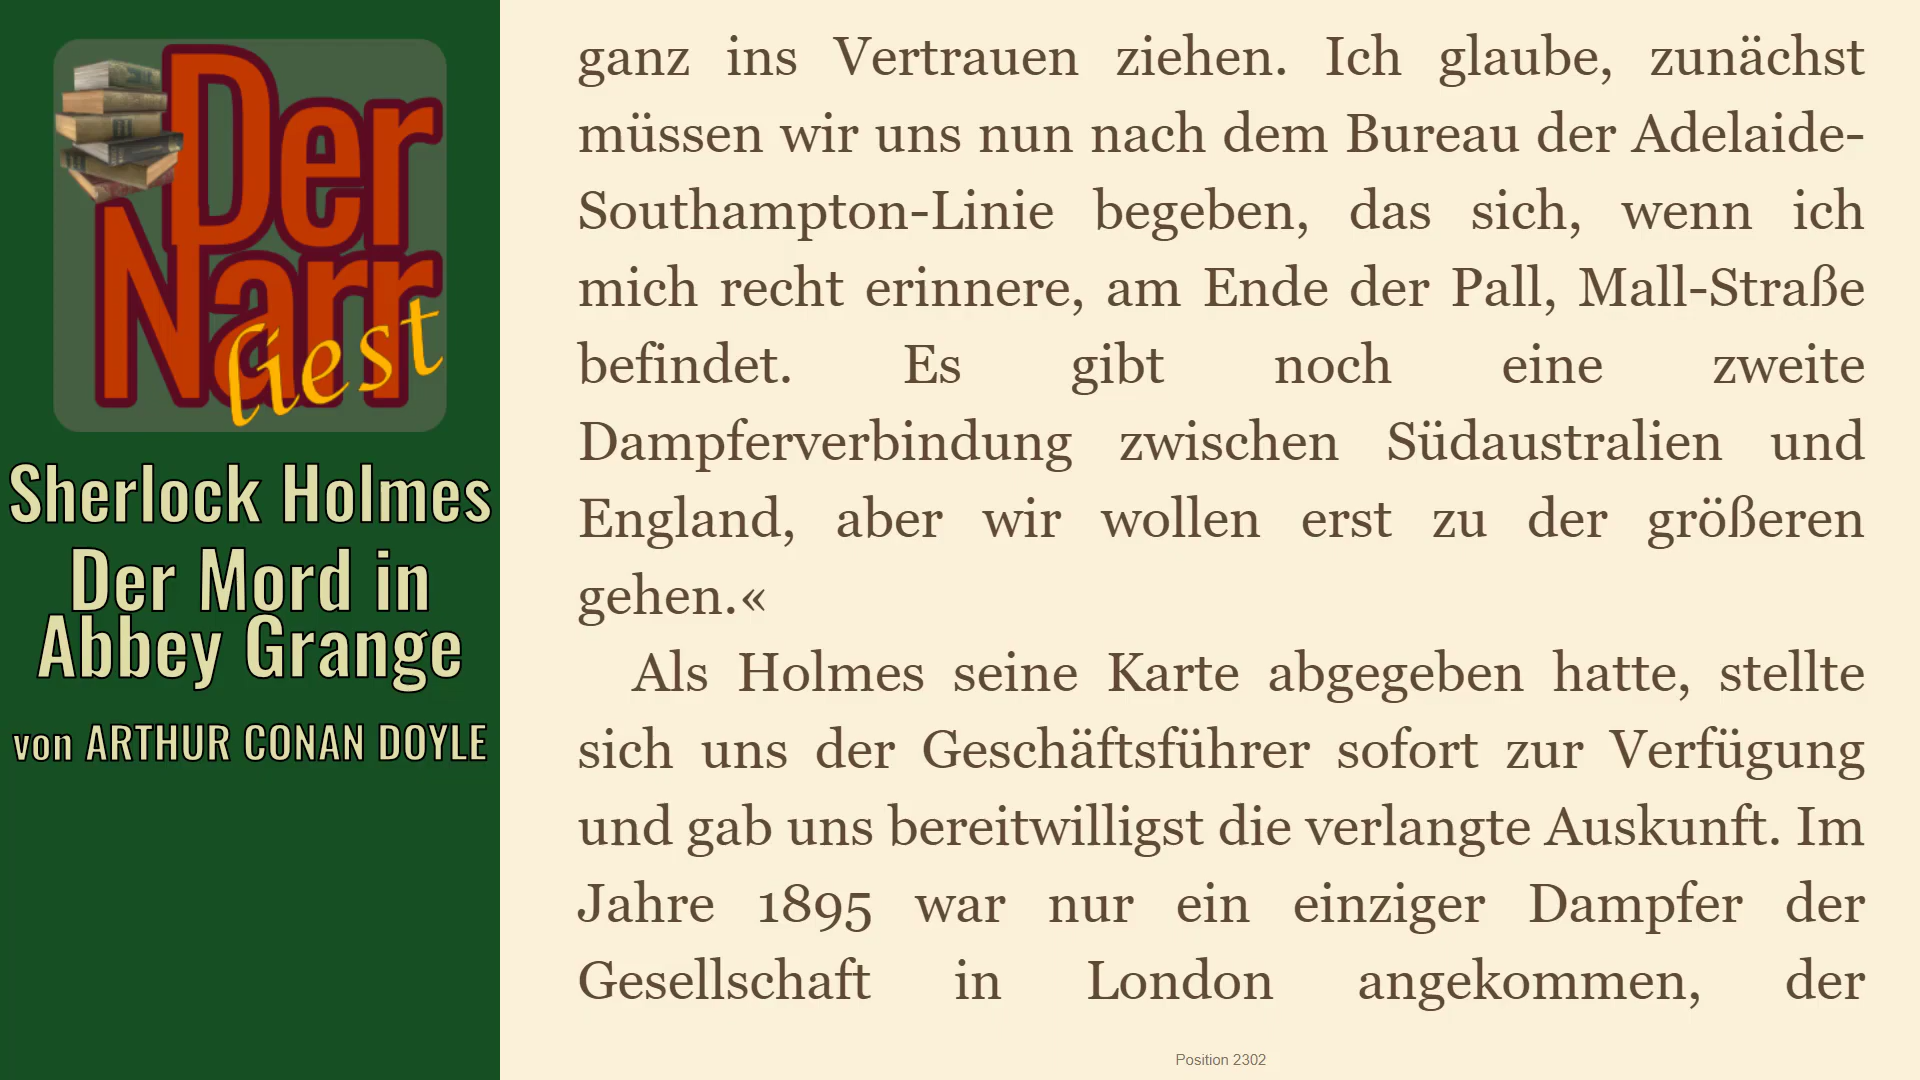 Der
Narr
liest
Sherlock Holmes
Der Mord in
Abbey Grange
von ARTHUR CONAN DOYLE
ganz ins Vertrauen ziehen. Ich glaube, zunächst
müssen wir uns nun nach dem Bureau der Adelaide-
Southampton-Linie begeben, das sich, wenn ich
mich recht erinnere, am Ende der Pall, Mall-Straße
befindet. Es gibt noch eine zweite
Dampferverbindung zwischen Südaustralien und
England, aber wir wollen erst zu der größeren
gehen.«
Als Holmes seine Karte abgegeben hatte, stellte
sich uns der Geschäftsführer sofort zur Verfügung
und gab uns bereitwilligst die verlangte Auskunft. Im
Jahre 1895 war nur ein einziger Dampfer der
Gesellschaft in London angekommen, der
Position 2302